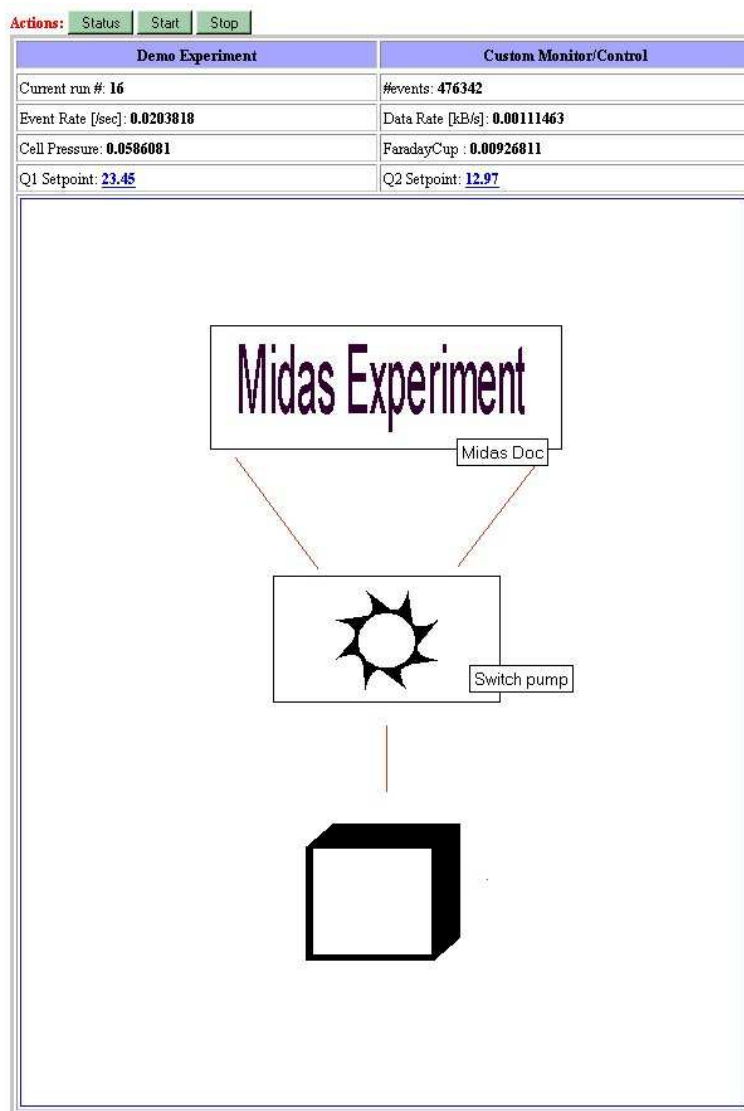 Actions: Status Start Stop
Demo Experiment Custom Monitor/Control
Current run #: 16 #events: 476342
Event Rate [/sec]: 0.0203818 Data Rate [kB/s]: 0.00111463
Cell Pressure: 0.0586081 FaradayCup : 0.00926811
Q1 Setpoint: 23.45 Q2 Setpoint: 12.97
Midas Experiment
Midas Doc
Switch pump